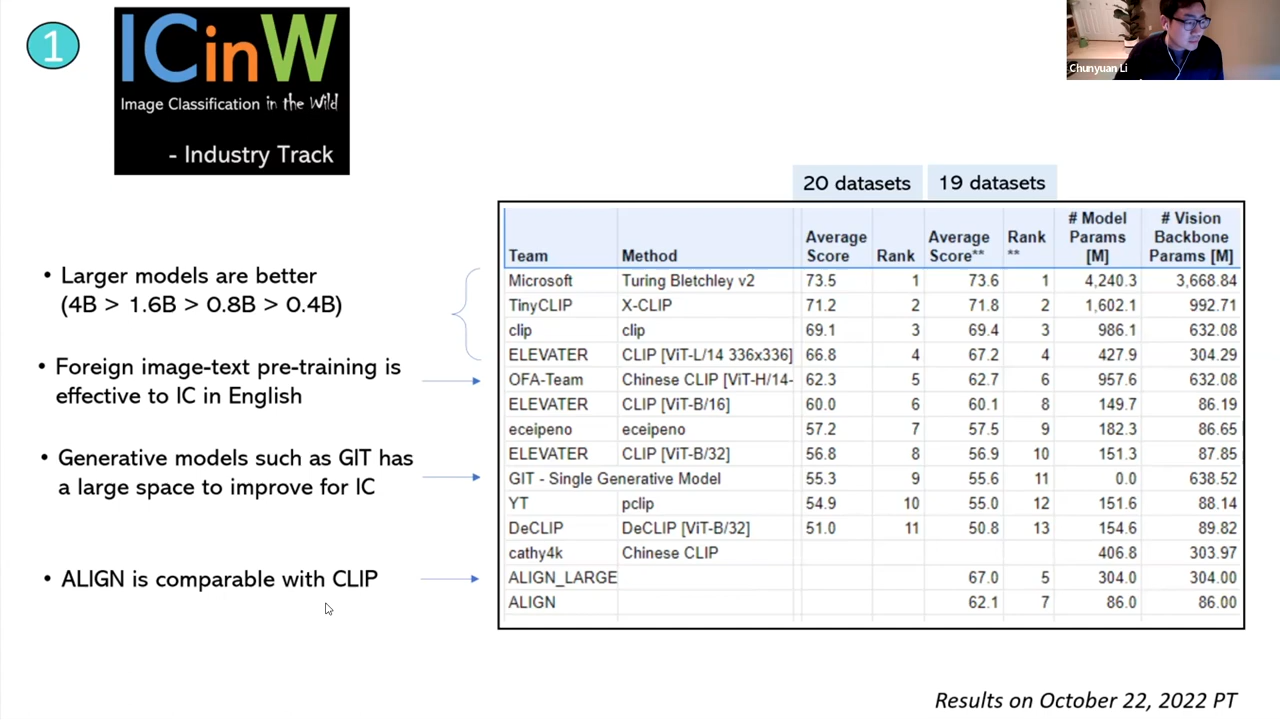 1
ICinW
Image Classification in the Wild
- Industry Track
Chunyuan Li
• Larger models are better
(4B > 1.6B > 0.8B > 0.4B)
• Foreign image-text pre-training is
effective to IC in English
• Generative models such as GIT has
a large space to improve for IC
• ALIGN is comparable with CLIP
20 datasets 19 datasets
Team Method Average Score Rank Average Score** Rank ** # Model Params [M] # Vision Backbone Params [M]
Microsoft Turing Bletchley v2 73.5 1 73.6 1 4,240.3 3,668.84
TinyCLIP X-CLIP 71.2 2 71.8 2 1,602.1 992.71
clip clip 69.1 3 69.4 3 986.1 632.08
ELEVATER CLIP [ViT-L/14 336x336] 66.8 4 67.2 4 427.9 304.29
OFA-Team Chinese CLIP [ViT-H/14- 62.3 5 62.7 6 957.6 632.08
ELEVATER CLIP [ViT-B/16] 60.0 6 60.1 8 149.7 86.19
eceipeno eceipeno 57.2 7 57.5 9 182.3 86.65
ELEVATER CLIP [ViT-B/32] 56.8 8 56.9 10 151.3 87.85
GIT - Single Generative Model 55.3 9 55.6 11 0.0 638.52
YT pclip 54.9 10 55.0 12 151.6 88.14
DeCLIP DeCLIP [ViT-B/32] 51.0 11 50.8 13 154.6 89.82
cathy4k Chinese CLIP 406.8 303.97
ALIGN_LARGE 67.0 5 304.0 304.00
ALIGN 62.1 7 86.0 86.00
Results on October 22, 2022 PT